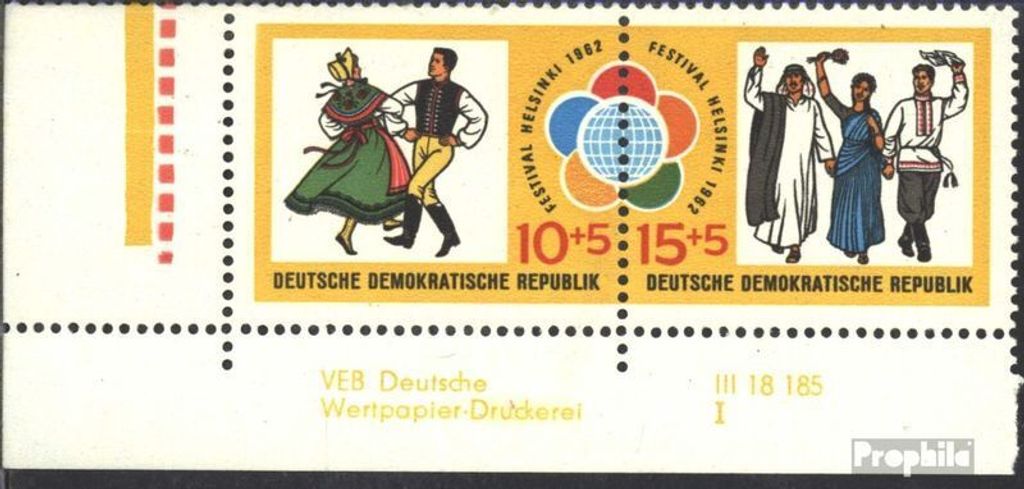 FESTIVAL HELSINKI 1962
FESTIVAL HELSINKI 1962
10+5
15+5
DEUTSCHE DEMOKRATISCHE REPUBLIK
DEUTSCHE DEMOKRATISCHE REPUBLIK
VEB Deutsche
Wertpapier-Druckerei
III 18 185
I
Prophila